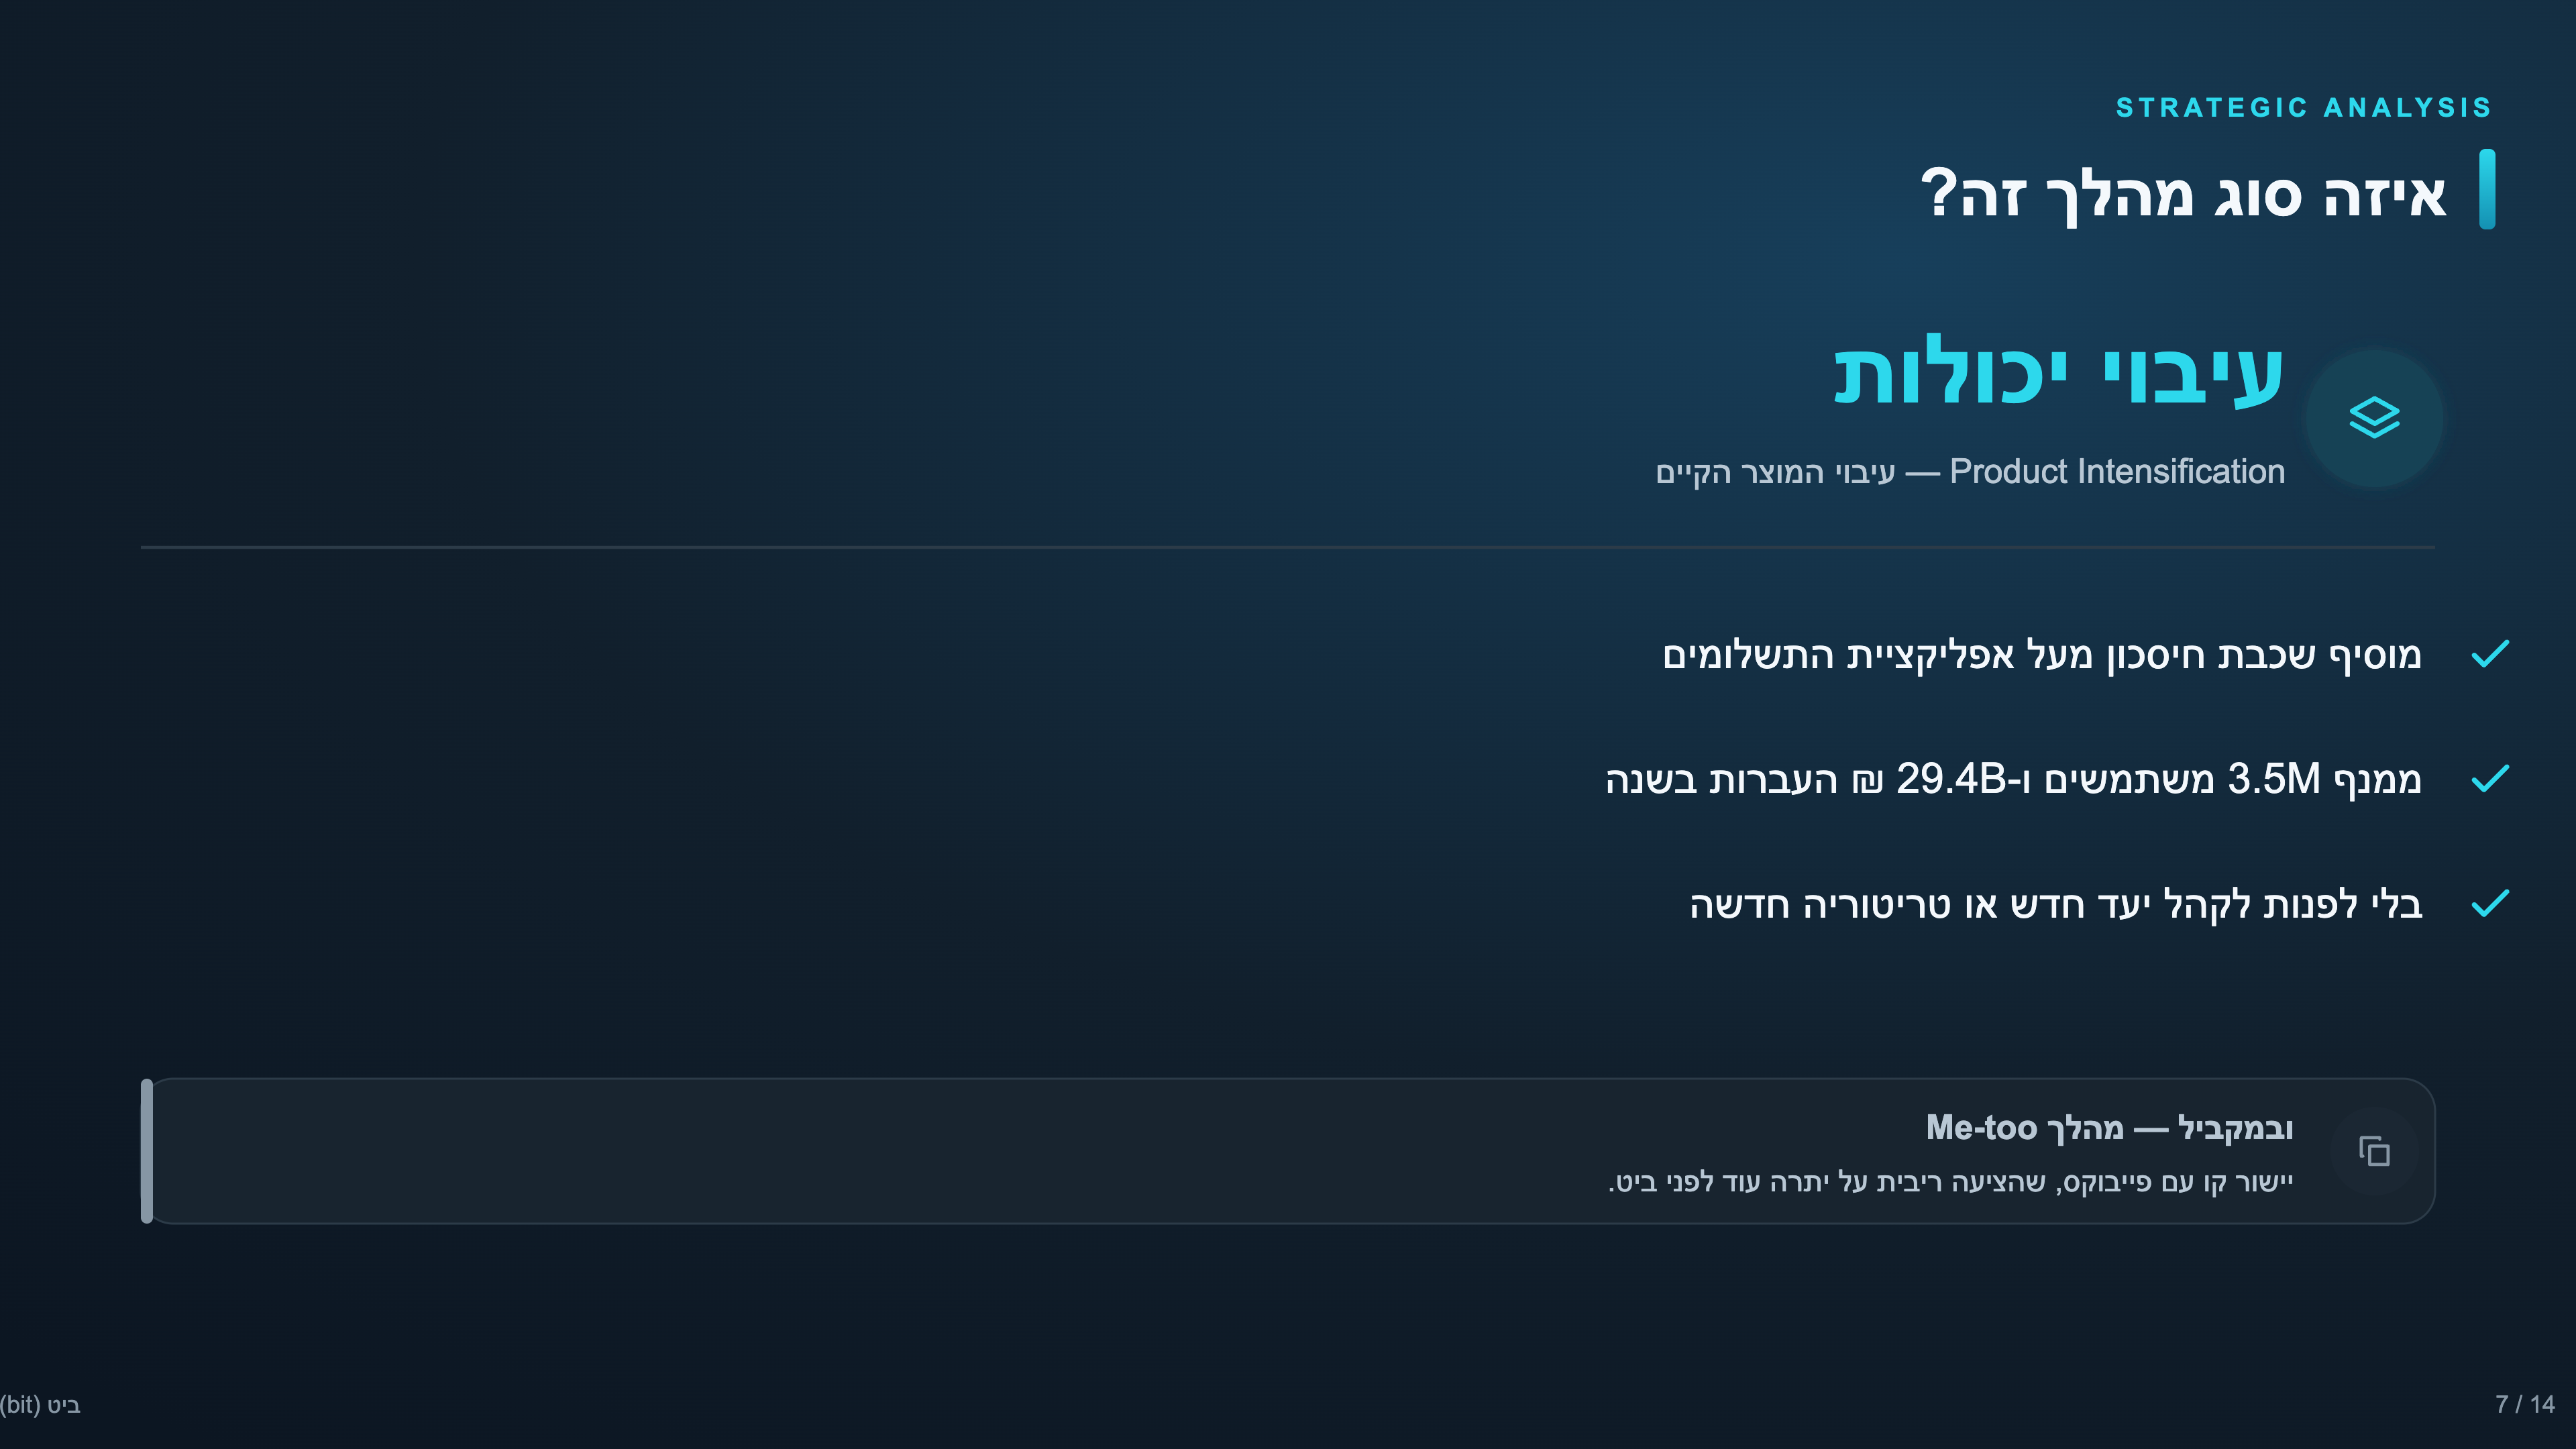 STRATEGIC ANALYSIS
איזה סוג מהלך זה?
עיבוי יכולות
Product Intensification — עיבוי המוצר הקיים
מוסיף שכבת חיסכון מעל אפליקציית התשלומים
ממנף 3.5M משתמשים ו-29.4B ₪ העברות בשנה
בלי לפנות לקהל יעד חדש או טריטוריה חדשה
ובמקביל — מהלך Me-too
יישור קו עם פייבוקס, שהציעה ריבית על יתרה עוד לפני ביט.
7 / 14
ביט (bit)